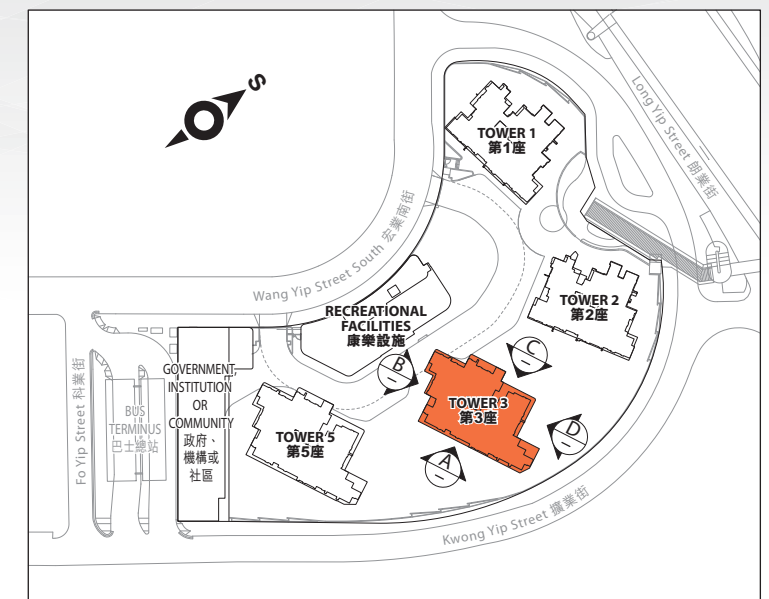 S
Long Yip Street 朗業街
TOWER 1
第1座
Wang Yip Street South 宏業南街
TOWER 2
第2座
RECREATIONAL
FACILITIES
康樂設施
B
C
GOVERNMENT,
INSTITUTION
OR
COMMUNITY
政府、
機構或
社區
TOWER 3
第3座
Fo Yip Street 科業街
BUS
TERMINUS
巴士總站
TOWER 5
第5座
D
A
Kwong Yip Street 擴業街